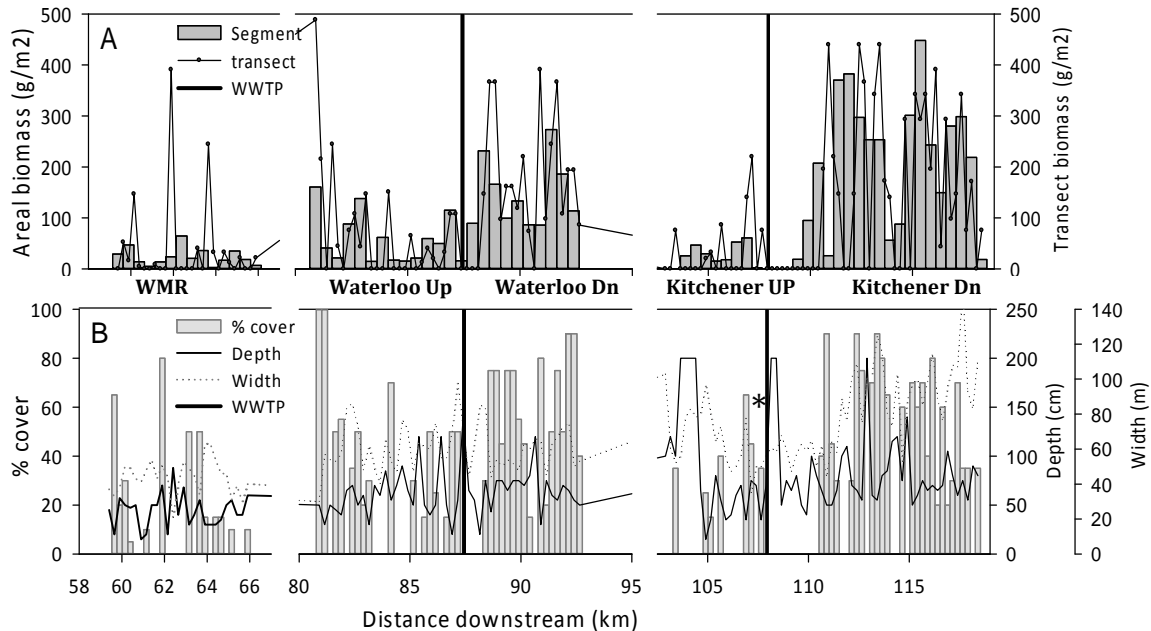 A
Segment
transect
WWTP
Areal biomass (g/m2)
500
400
300
200
100
0
500
400
300
200
100
0
Transect biomass (g/m2)
WMR
Waterloo Up
Waterloo Dn
Kitchener UP
Kitchener Dn
B
% cover
Depth
Width
WWTP
*
% cover
100
80
60
40
20
0
250
200
150
100
50
0
Depth (cm)
140
120
100
80
60
40
20
0
Width (m)
58 60 62 64 66 80 85 90 95 105 110 115
Distance downstream (km)